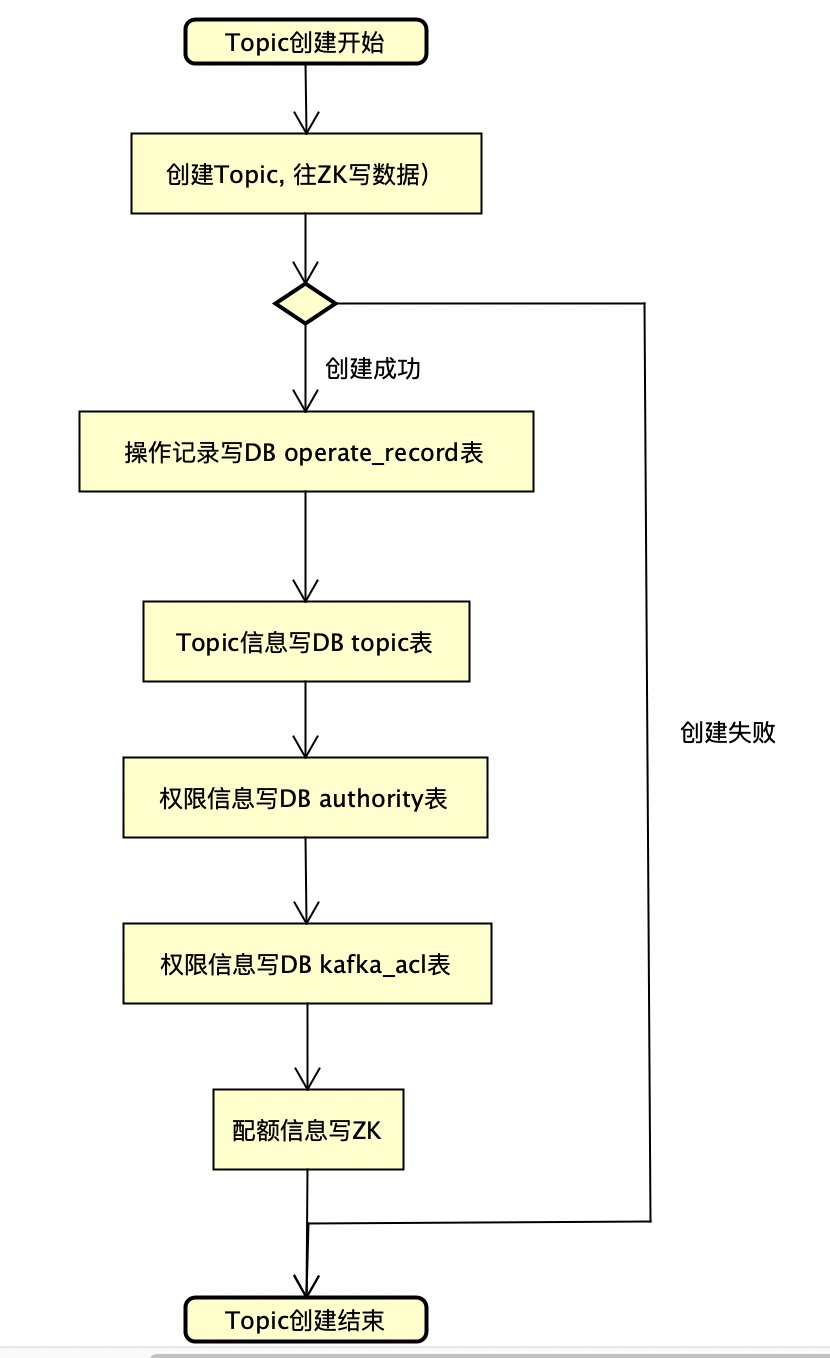 Topic创建开始
创建Topic, 往ZK写数据）
创建成功
操作记录写DB operate_record表
Topic信息写DB topic表
创建失败
权限信息写DB authority表
权限信息写DB kafka_acl表
配额信息写ZK
Topic创建结束